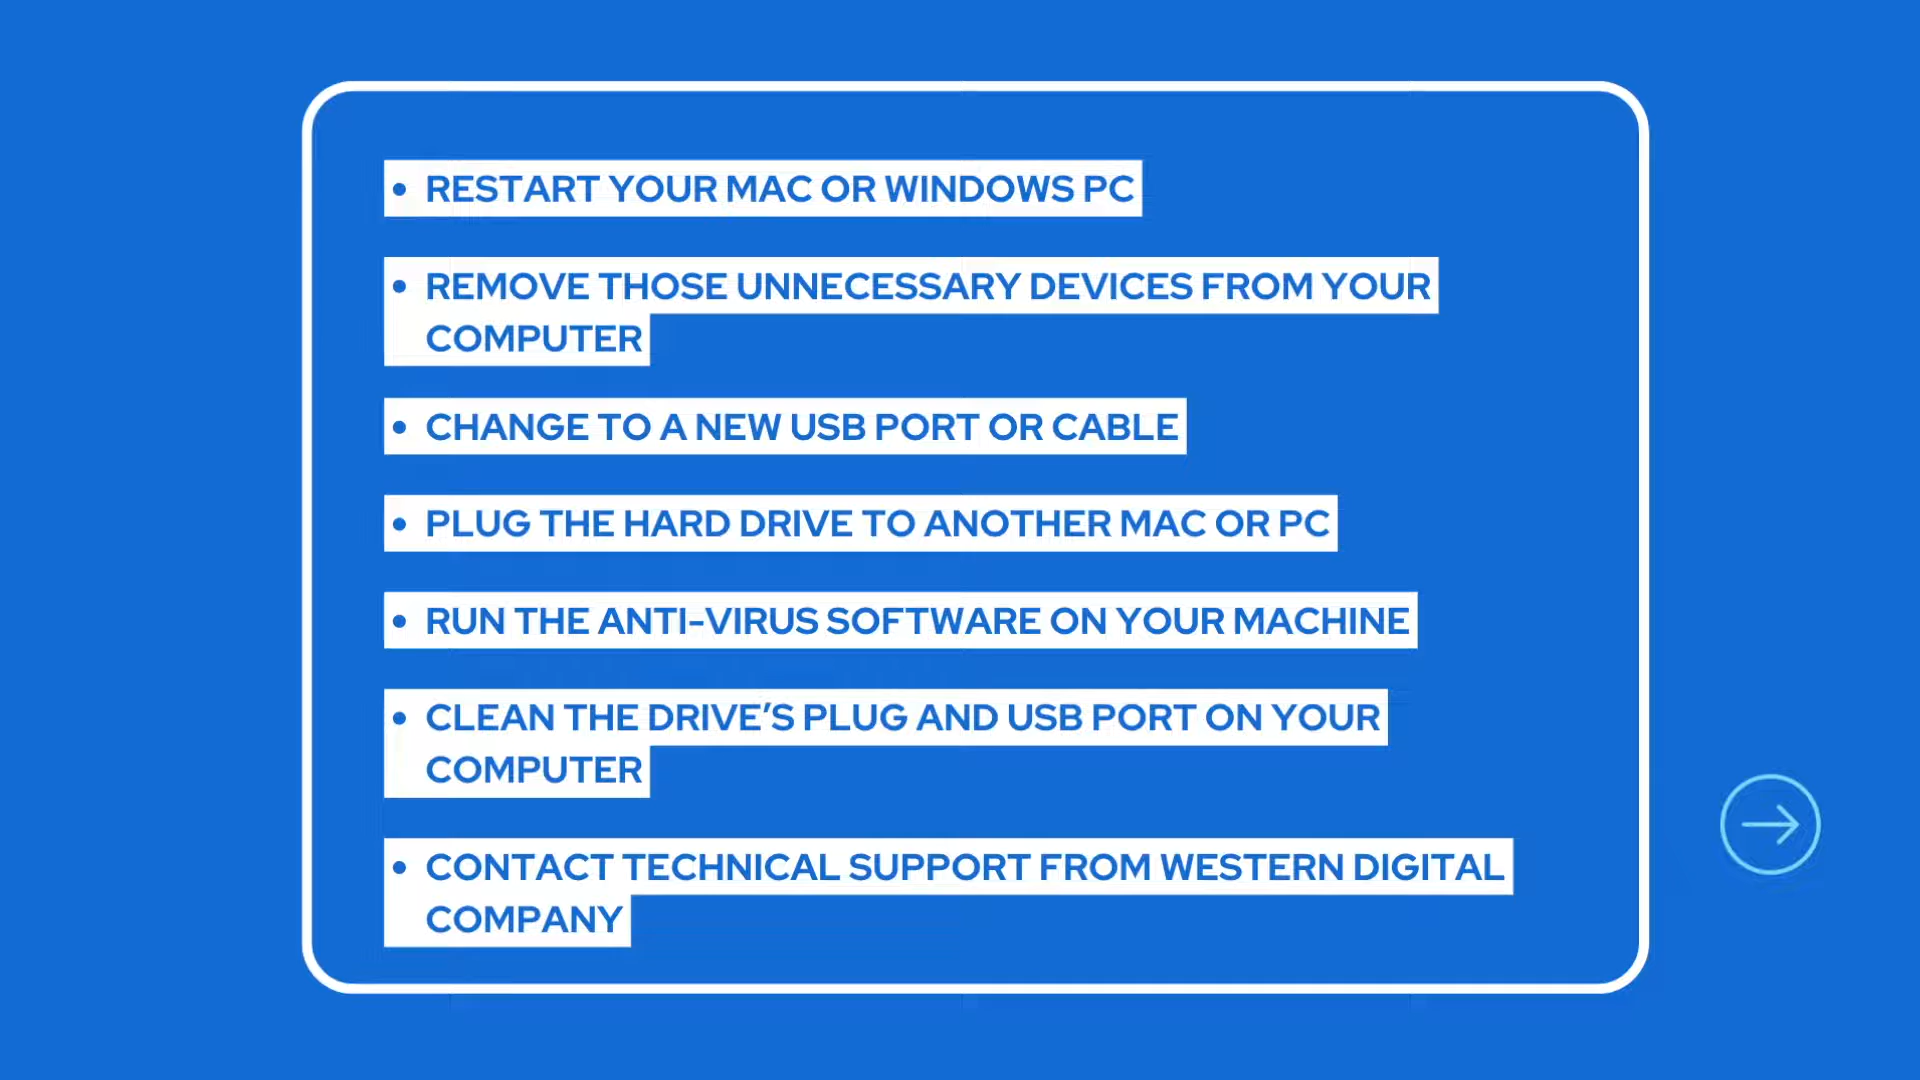 • RESTART YOUR MAC OR WINDOWS PC
• REMOVE THOSE UNNECESSARY DEVICES FROM YOUR
COMPUTER
• CHANGE TO A NEW USB PORT OR CABLE
• PLUG THE HARD DRIVE TO ANOTHER MAC OR PC
• RUN THE ANTI-VIRUS SOFTWARE ON YOUR MACHINE
• CLEAN THE DRIVE’S PLUG AND USB PORT ON YOUR
COMPUTER
• CONTACT TECHNICAL SUPPORT FROM WESTERN DIGITAL
COMPANY